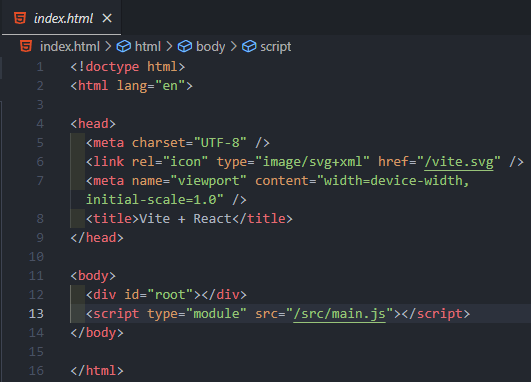 index.html ×
index.html > html > body > script
1 <!doctype html>
2 <html lang="en">
3
4 <head>
5 <meta charset="UTF-8" />
6 <link rel="icon" type="image/svg+xml" href="/vite.svg" />
7 <meta name="viewport" content="width=device-width,
initial-scale=1.0" />
8 <title>Vite + React</title>
9 </head>
10
11 <body>
12 <div id="root"></div>
13 <script type="module" src="/src/main.js"></script>
14 </body>
15
16 </html>